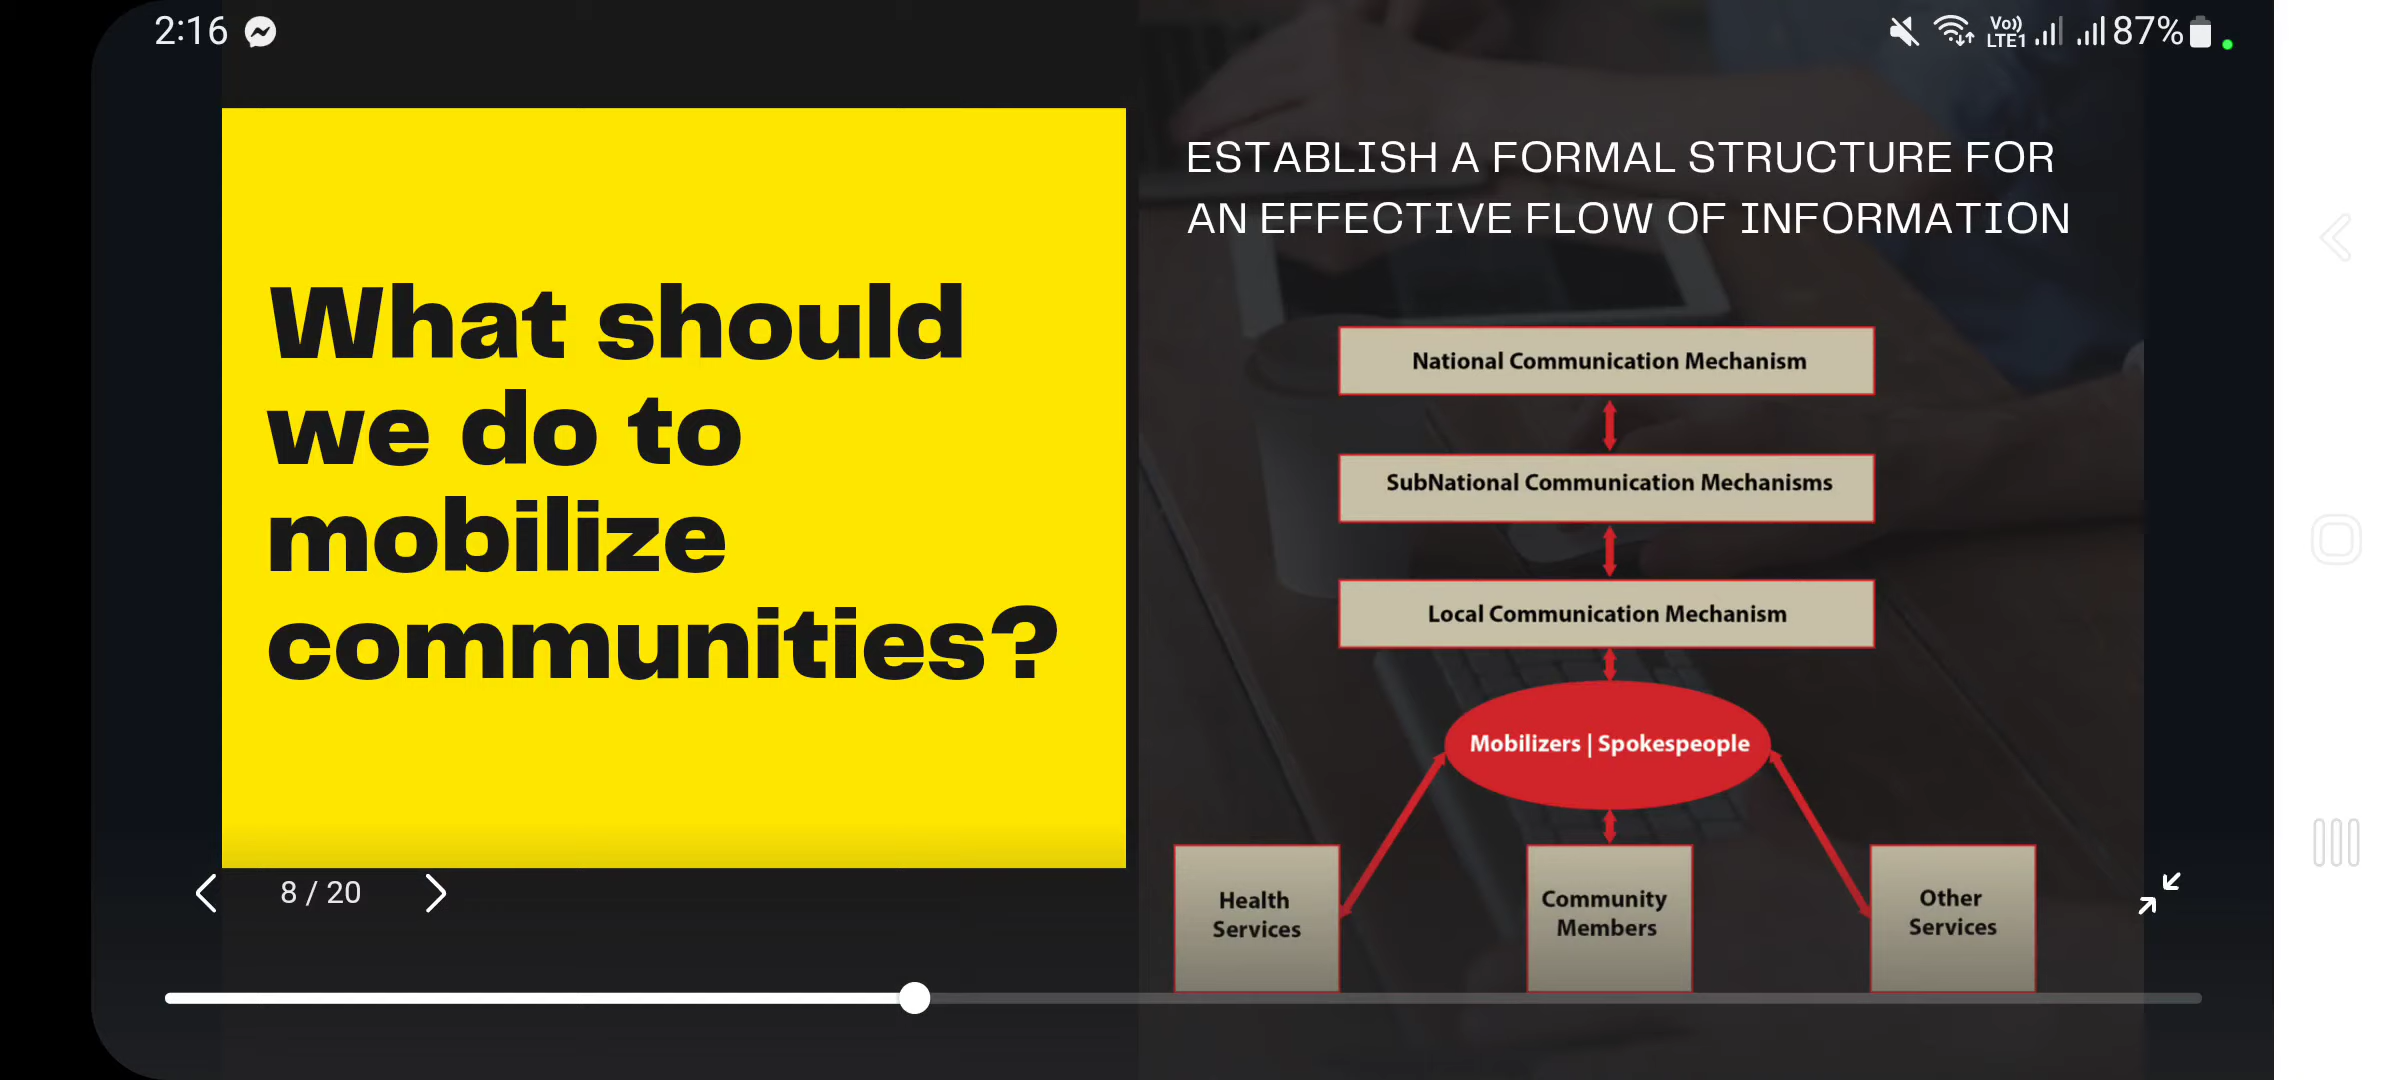 2:16
Vo))
LTE1
87%
What should
we do to
mobilize
communities?
ESTABLISH A FORMAL STRUCTURE FOR
AN EFFECTIVE FLOW OF INFORMATION
National Communication Mechanism
SubNational Communication Mechanisms
Local Communication Mechanism
Mobilizers | Spokespeople
Health
Services
Community
Members
Other
Services
8 / 20